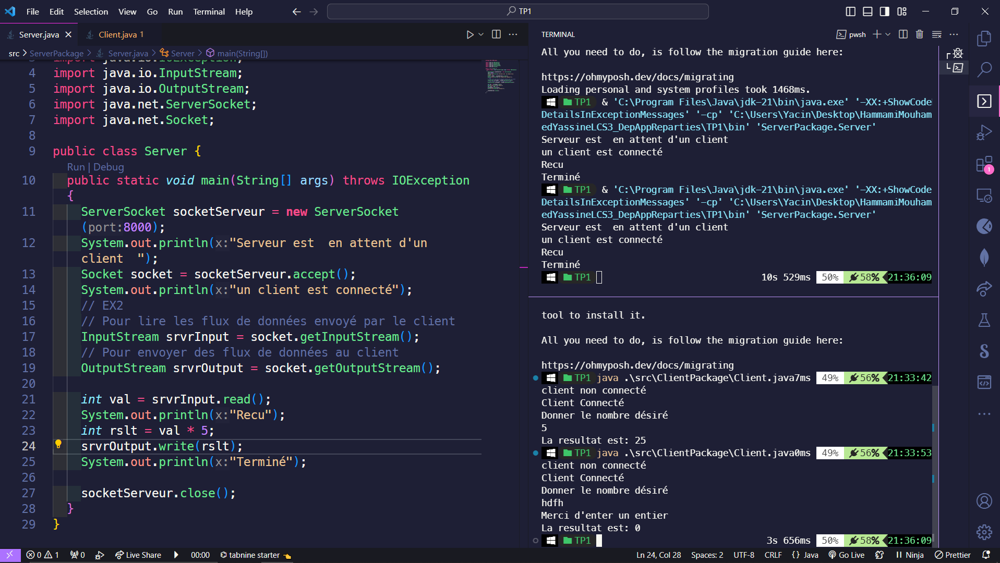 File Edit Selection View Go Run Terminal Help
TP1
Server.java
Client.java 1
src > ServerPackage > Server.java > Server > main(String[])
3 import java.io.IOException;
4 import java.io.InputStream;
5 import java.io.OutputStream;
6 import java.net.ServerSocket;
7 import java.net.Socket;
8
9 public class Server {
Run | Debug
10 public static void main(String[] args) throws IOException
{
11 ServerSocket socketServeur = new ServerSocket
(port:8000);
12 System.out.println(x:"Serveur est  en attent d'un
client  ");
13 Socket socket = socketServeur.accept();
14 System.out.println(x:"un client est connecté");
15 // EX2
16 // Pour lire les flux de données envoyé par le client
17 InputStream srvrInput = socket.getInputStream();
18 // Pour envoyer des flux de données au client
19 OutputStream srvrOutput = socket.getOutputStream();
20
21 int val = srvrInput.read();
22 System.out.println(x:"Recu");
23 int rslt = val * 5;
24 srvrOutput.write(rslt);
25 System.out.println(x:"Terminé");
26
27 socketServeur.close();
28 }
29 }
TERMINAL
pwsh
All you need to do, is follow the migration guide here:
https://ohmyposh.dev/docs/migrating
Loading personal and system profiles took 1468ms.
TP1 & 'C:\Program Files\Java\jdk-21\bin\java.exe' '-XX:+ShowCode
DetailsInExceptionMessages' '-cp' 'C:\Users\Yacin\Desktop\HammamiMouham
edYassineLCS3_DepAppReparties\TP1\bin' 'ServerPackage.Server'
Serveur est  en attent d'un client
un client est connecté
Recu
Terminé
TP1 & 'C:\Program Files\Java\jdk-21\bin\java.exe' '-XX:+ShowCode
DetailsInExceptionMessages' '-cp' 'C:\Users\Yacin\Desktop\HammamiMouham
edYassineLCS3_DepAppReparties\TP1\bin' 'ServerPackage.Server'
Serveur est  en attent d'un client
un client est connecté
Recu
Terminé
TP1 10s 529ms 50% 58% 21:36:09
tool to install it.
All you need to do, is follow the migration guide here:
https://ohmyposh.dev/docs/migrating
TP1 java .\src\ClientPackage\Client.java7ms 49% 56% 21:33:42
client non connecté
Client Connecté
Donner le nombre désiré
5
La resultat est: 25
TP1 java .\src\ClientPackage\Client.java0ms 49% 56% 21:33:53
client non connecté
Client Connecté
Donner le nombre désiré
hdfh
Merci d'enter un entier
La resultat est: 0
TP1 3s 656ms 50% 58% 21:36:09
1
0 1 0 Live Share 00:00 tabnine starter Ln 24, Col 28 Spaces: 2 UTF-8 CRLF {} Java Go Live Ninja Prettier